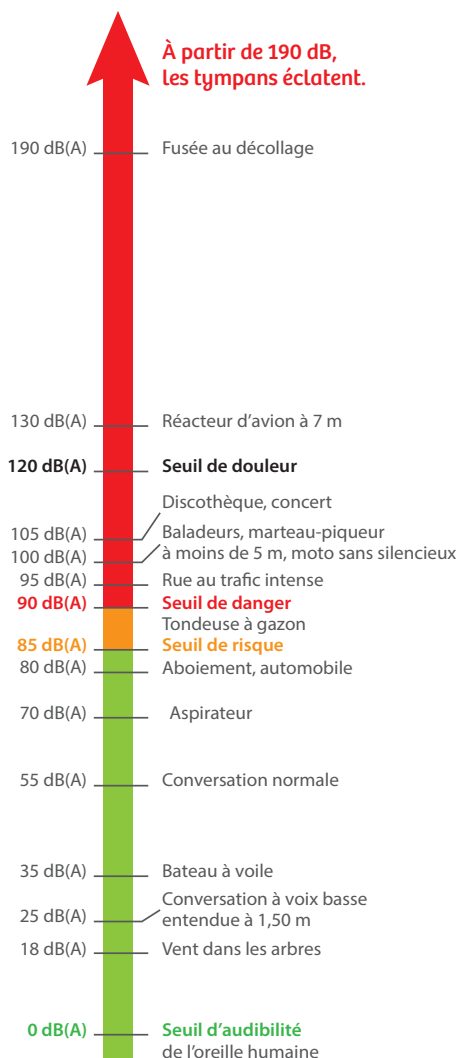 À partir de 190 dB,
les tympans éclatent.
190 dB(A) Fusée au décollage
130 dB(A) Réacteur d’avion à 7 m
120 dB(A) Seuil de douleur
Discothèque, concert
105 dB(A)
Baladeurs, marteau-piqueur
100 dB(A) à moins de 5 m, moto sans silencieux
95 dB(A) Rue au trafic intense
90 dB(A) Seuil de danger
Tondeuse à gazon
85 dB(A) Seuil de risque
80 dB(A) Aboiement, automobile
70 dB(A) Aspirateur
55 dB(A) Conversation normale
35 dB(A) Bateau à voile
Conversation à voix basse
25 dB(A) entendue à 1,50 m
18 dB(A) Vent dans les arbres
0 dB(A) Seuil d’audibilité
de l’oreille humaine